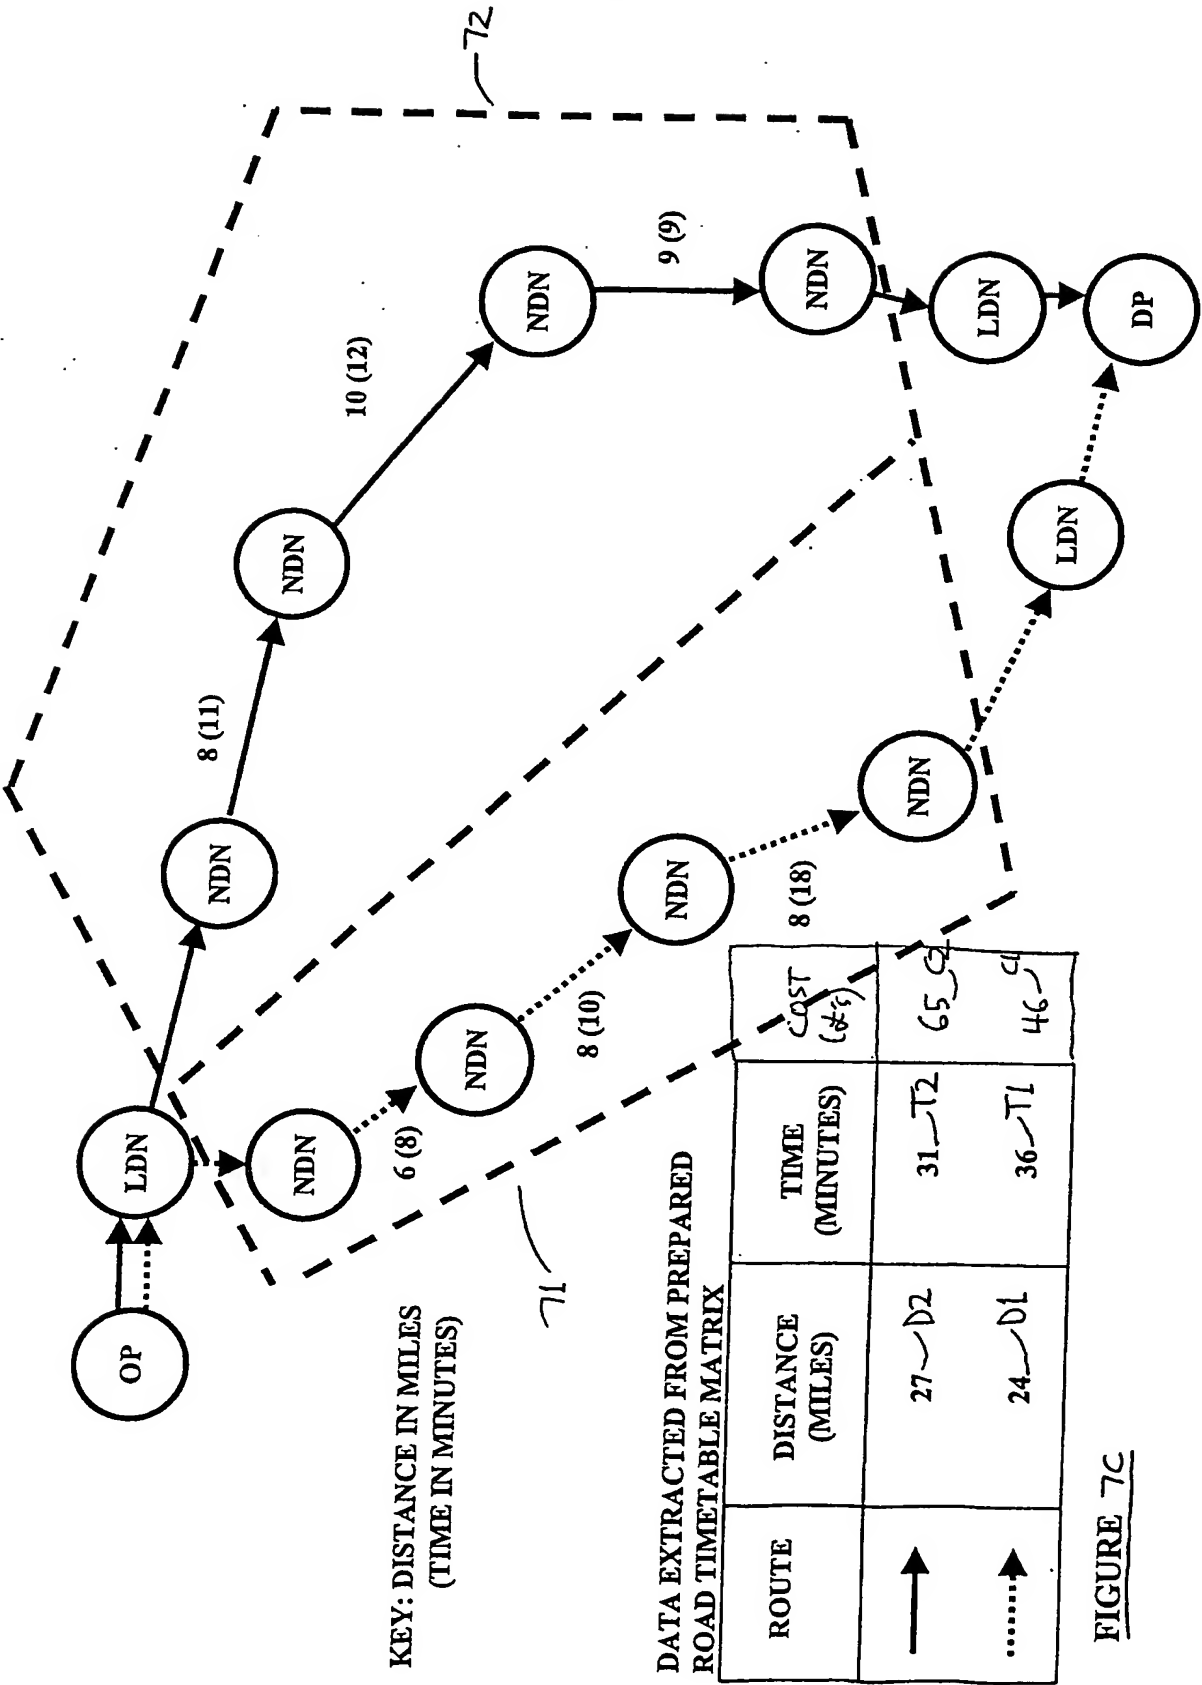 72
OP
LDN
NDN
8 (11)
NDN
10 (12)
NDN
9 (9)
NDN
LDN
DP
NDN
6 (8)
NDN
8 (10)
NDN
8 (18)
NDN
LDN
71
KEY: DISTANCE IN MILES
(TIME IN MINUTES)
DATA EXTRACTED FROM PREPARED
ROAD TIMETABLE MATRIX
ROUTE
DISTANCE
(MILES)
TIME
(MINUTES)
COST
(£'s)
27 D2
31 T2
65 C2
24 D1
36 T1
46 C1
FIGURE 7C